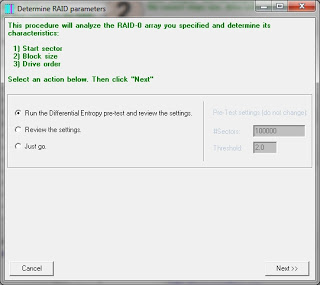 Determine RAID parameters
This procedure will analyze the RAID-0 array you specified and determine its
characteristics:
1) Start sector
2) Block size
3) Drive order
Select an action below. Then click "Next"
Run the Differential Entropy pre-test and review the settings.
Review the settings.
Just go.
Pre-Test settings (do not change)
#Sectors:
100000
Threshold:
2.0
Cancel
Next >>